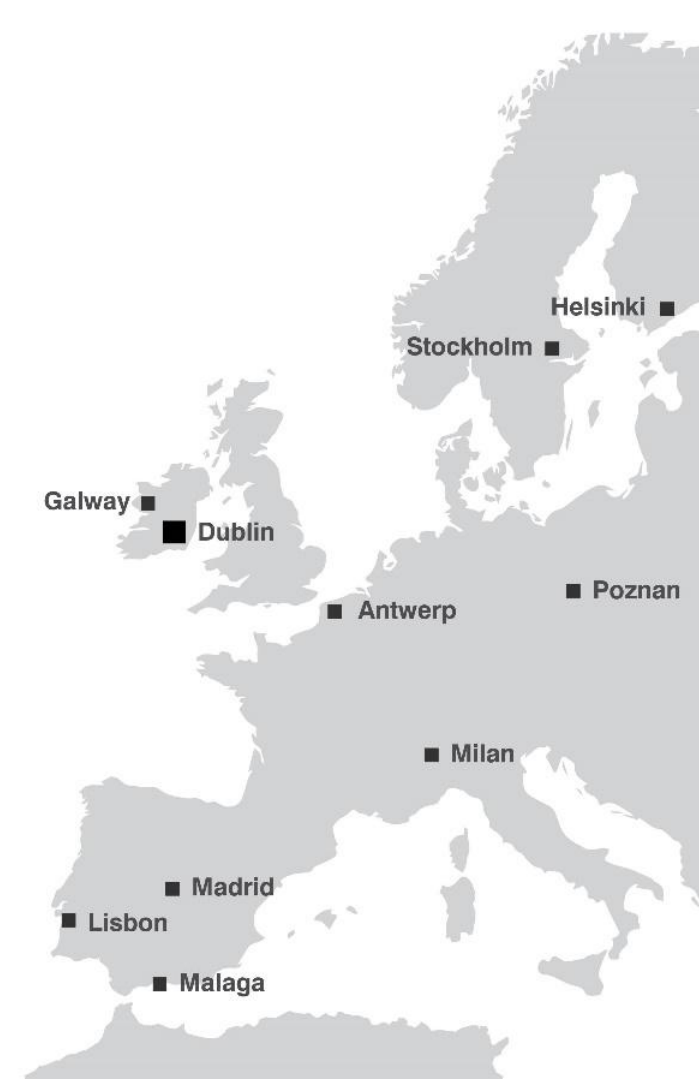 Helsinki
Stockholm
Galway
Dublin
Poznan
Antwerp
Milan
Madrid
Lisbon
Malaga